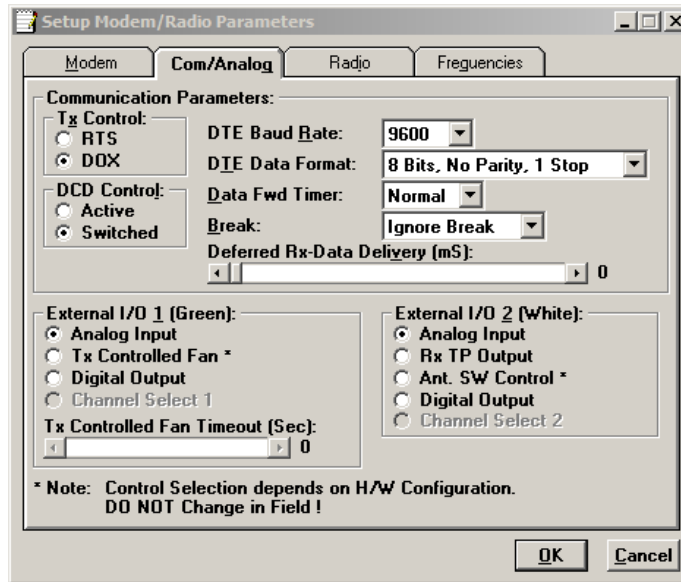 Setup Modem/Radio Parameters
Modem
Com/Analog
Radio
Freguencies
Communication Parameters:
Tx Control:
RTS
DOX
DCD Control:
Active
Switched
DTE Baud Rate:
9600
DTE Data Format:
8 Bits, No Parity, 1 Stop
Data Fwd Timer:
Normal
Break:
Ignore Break
Deferred Rx-Data Delivery (mS):
0
External I/O 1 (Green):
Analog Input
Tx Controlled Fan *
Digital Output
Channel Select 1
Tx Controlled Fan Timeout (Sec):
0
External I/O 2 (White):
Analog Input
Rx TP Output
Ant. SW Control *
Digital Output
Channel Select 2
* Note: Control Selection depends on H/W Configuration.
DO NOT Change in Field !
OK
Cancel